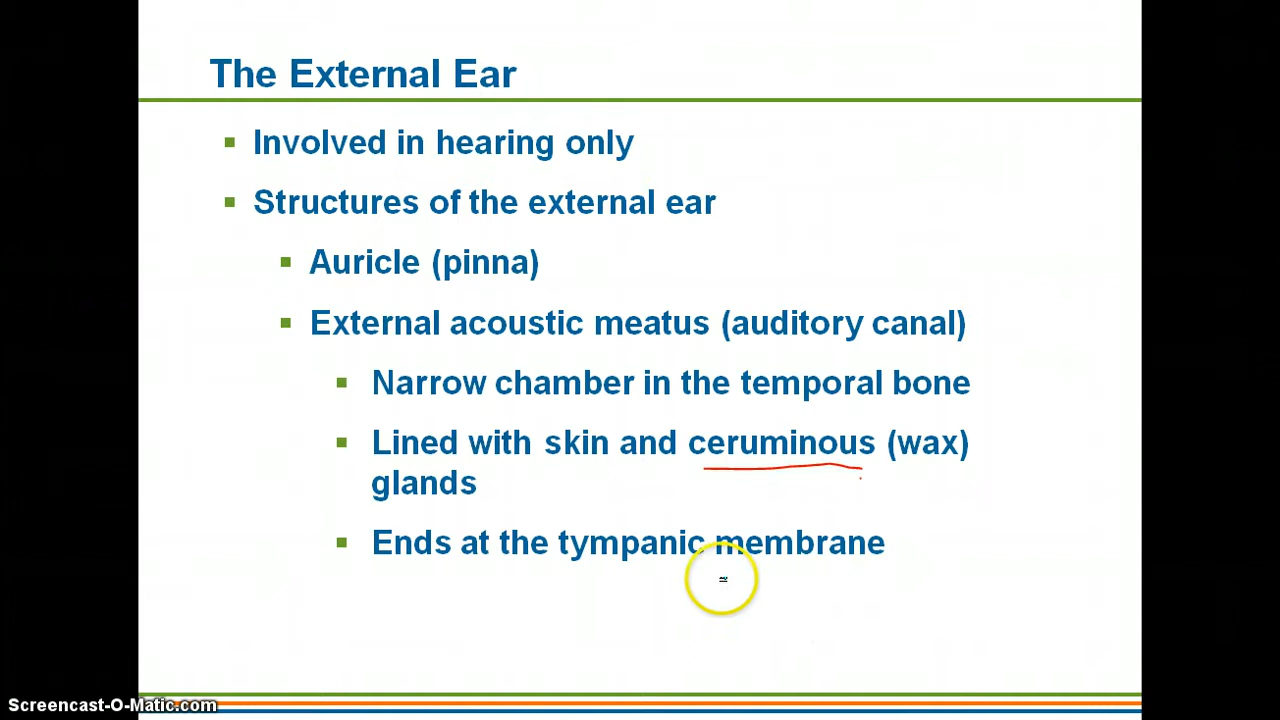 The External Ear
Involved in hearing only
Structures of the external ear
Auricle (pinna)
External acoustic meatus (auditory canal)
Narrow chamber in the temporal bone
Lined with skin and ceruminous (wax)
glands
Ends at the tympanic membrane
Screencast-O-Matic.com